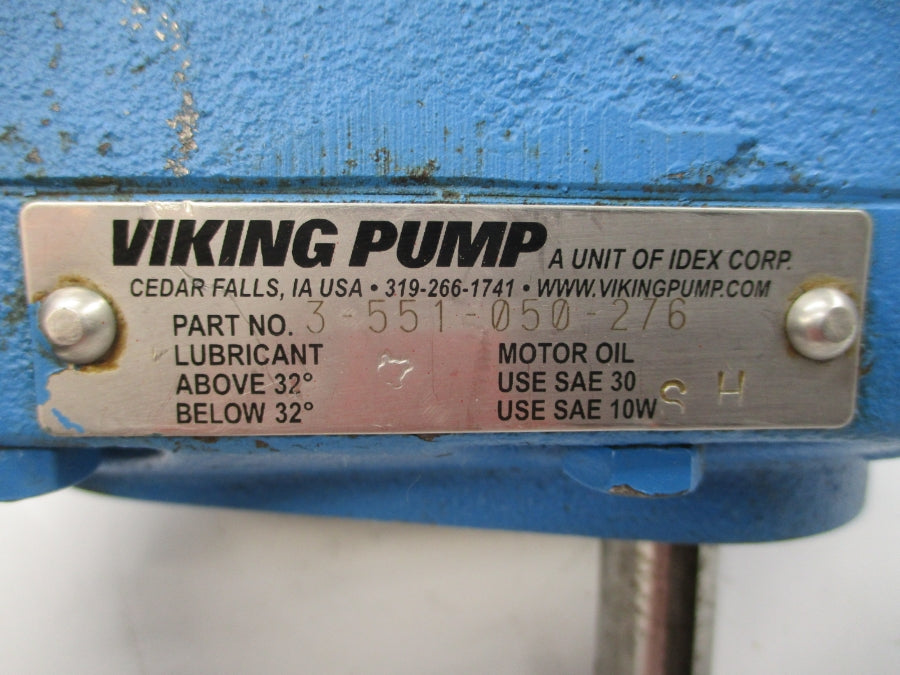 VIKING PUMP A UNIT OF IDEX CORP.
CEDAR FALLS, IA USA • 319-266-1741 • WWW.VIKINGPUMP.COM
PART NO. 3-551-050-276
LUBRICANT MOTOR OIL
ABOVE 32° USE SAE 30
BELOW 32° USE SAE 10W
S H